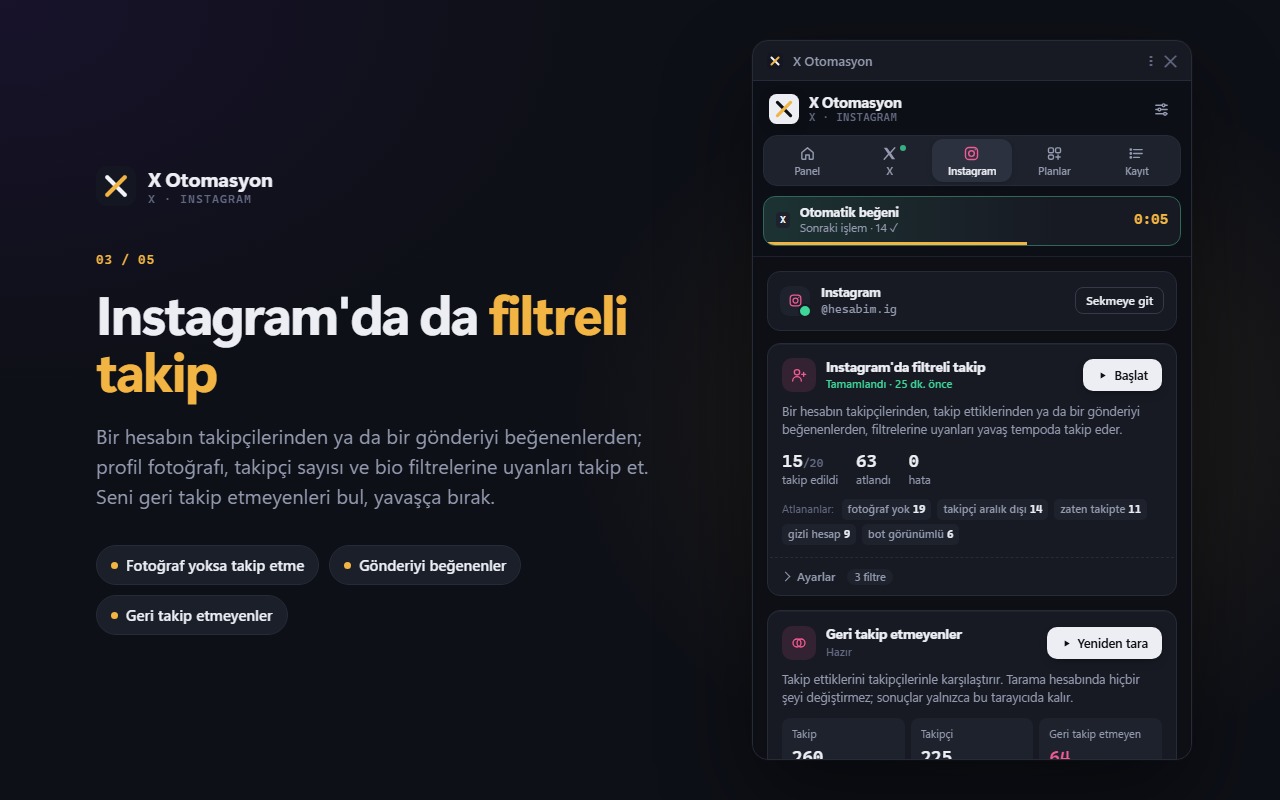 X Otomasyon
X · INSTAGRAM
03 / 05
Instagram'da da filtreli
takip
Bir hesabın takipçilerinden ya da bir gönderiyi beğenenlerden;
profil fotoğrafı, takipçi sayısı ve bio filtrelerine uyanları takip et.
Seni geri takip etmeyenleri bul, yavaşça bırak.
Fotoğraf yoksa takip etme
Gönderiyi beğenenler
Geri takip etmeyenler
X Otomasyon
X Otomasyon
X · INSTAGRAM
Panel
X
Instagram
Planlar
Kayıt
Otomatik beğeni
Sonraki işlem · 14 ✓
0:05
Instagram
@hesabim.ig
Sekmeye git
Instagram'da filtreli takip
Tamamlandı · 25 dk. önce
Başlat
Bir hesabın takipçilerinden, takip ettiklerinden ya da bir gönderiyi
beğenenlerden, filtrelerine uyanları yavaş tempoda takip eder.
15/20 63 0
takip edildi atlandı hata
Atlananlar: fotoğraf yok 19 takipçi aralık dışı 14 zaten takipte 11
gizli hesap 9 bot görünümlü 6
Ayarlar 3 filtre
Geri takip etmeyenler
Hazır
Yeniden tara
Takip ettiklerini takipçilerinle karşılaştırır. Tarama hesabında hiçbir
şeyi değiştirmez; sonuçlar yalnızca bu tarayıcıda kalır.
Takip Takipçi Geri takip etmeyen
260 225 64